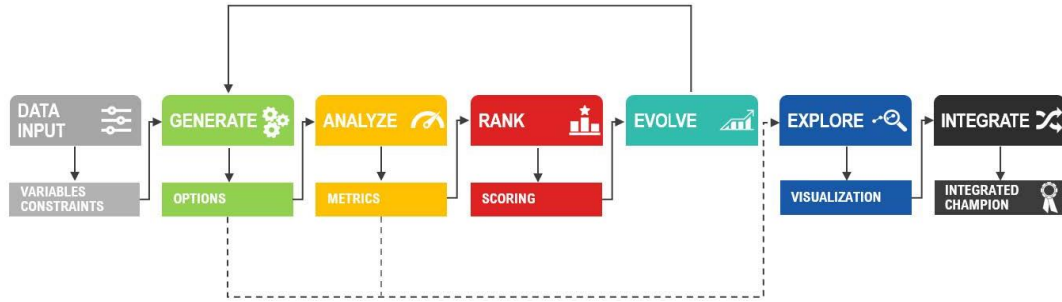 DATA
INPUT
GENERATE
ANALYZE
RANK
EVOLVE
EXPLORE
INTEGRATE
VARIABLES
CONSTRAINTS
OPTIONS
METRICS
SCORING
VISUALIZATION
INTEGRATED
CHAMPION